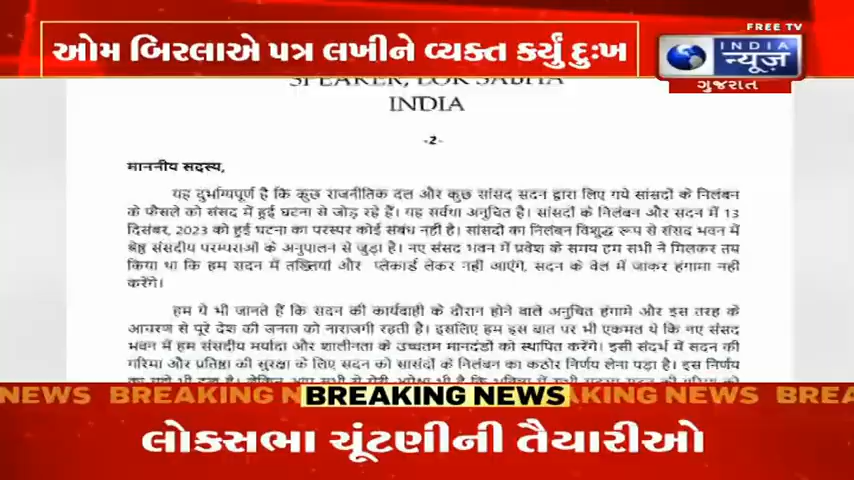 FREE TV
ઓમ બિરલાએ પત્ર લખીને વ્યક્ત કર્યું દુઃખ
INDIA
न्यूज़
ગુજરાત
SPEAKER, LOK SABHA
INDIA
-2-
माननीय सदस्य,
यह दुर्भाग्यपूर्ण है कि कुछ राजनीतिक दल और कुछ सांसद सदन द्वारा लिए गये सांसदों के निलंबन
के फैसले को संसद में हुई घटना से जोड़ रहे हैं। यह सर्वथा अनुचित है। सांसदों के निलंबन और सदन में 13
दिसंबर, 2023 को हुई घटना का परस्पर कोई संबंध नहीं है। सांसदों का निलंबन विशुद्ध रूप से संसद भवन में
श्रेष्ठ संसदीय परम्पराओं के अनुपालन से जुड़ा है। नए संसद भवन में प्रवेश के समय हम सभी ने मिलकर तय
किया था कि हम सदन में तख्तियां और प्लेकार्ड लेकर नहीं आएंगे, सदन के वेल में जाकर हंगामा नहीं
करेंगे।
हम ये भी जानते हैं कि सदन की कार्यवाही के दौरान होने वाले अनुचित हंगामे और इस तरह के
आचरण से पूरे देश की जनता को नाराजगी रहती है। इसलिए हम इस बात पर भी एकमत थे कि नए संसद
भवन में हम संसदीय मर्यादा और शालीनता के उच्चतम मानदंडों को स्थापित करेंगे। इसी संदर्भ में सदन की
गरिमा और प्रतिष्ठा की सुरक्षा के लिए सदन को सासंदों के निलंबन का कठोर निर्णय लेना पड़ा है। इस निर्णय
NEWS BREAKING N BREAKING NEWS AKING NEWS BREA
લોકસભા ચૂંટણીની તૈયારીઓ